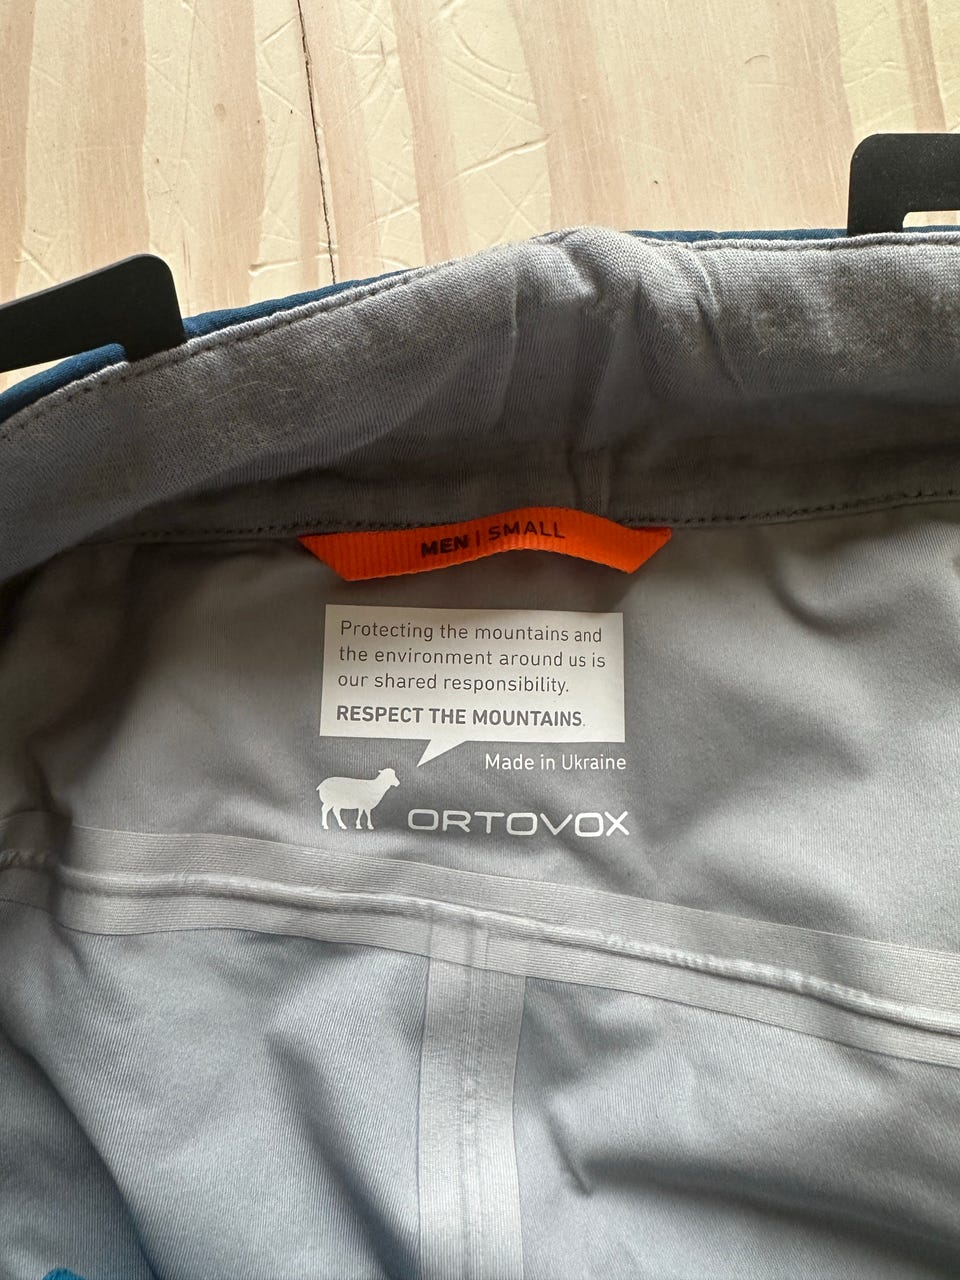 MEN | SMALL
Protecting the mountains and
the environment around us is
our shared responsibility.
RESPECT THE MOUNTAINS.
Made in Ukraine
ORTOVOX